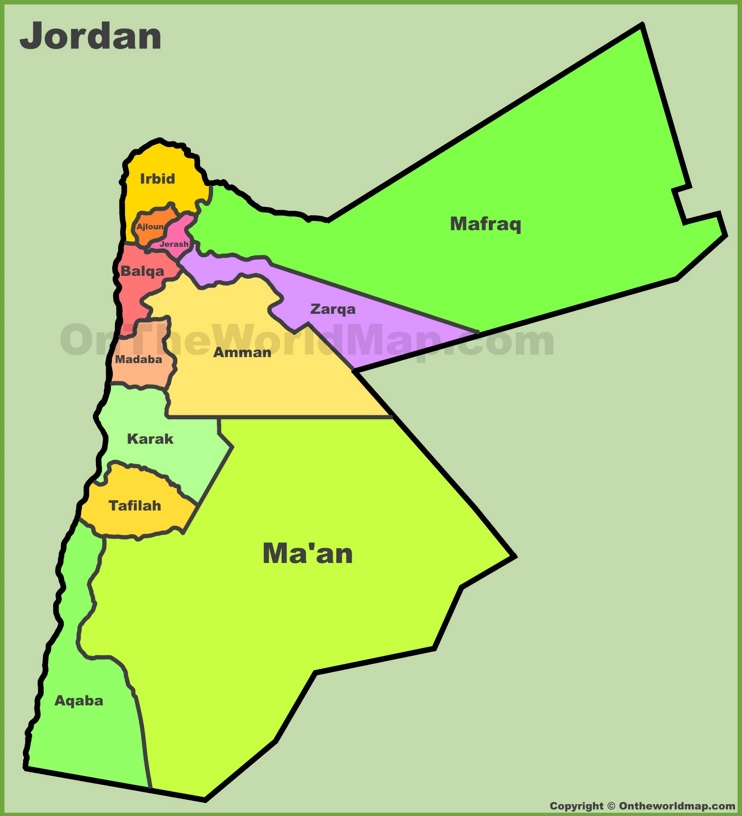 Jordan
Irbid
Ajloun
Jerash
Mafraq
Balqa
Zarqa
OnTheWorldMap.com
Madaba
Amman
Karak
Tafilah
Ma'an
Aqaba
Copyright © Ontheworldmap.com